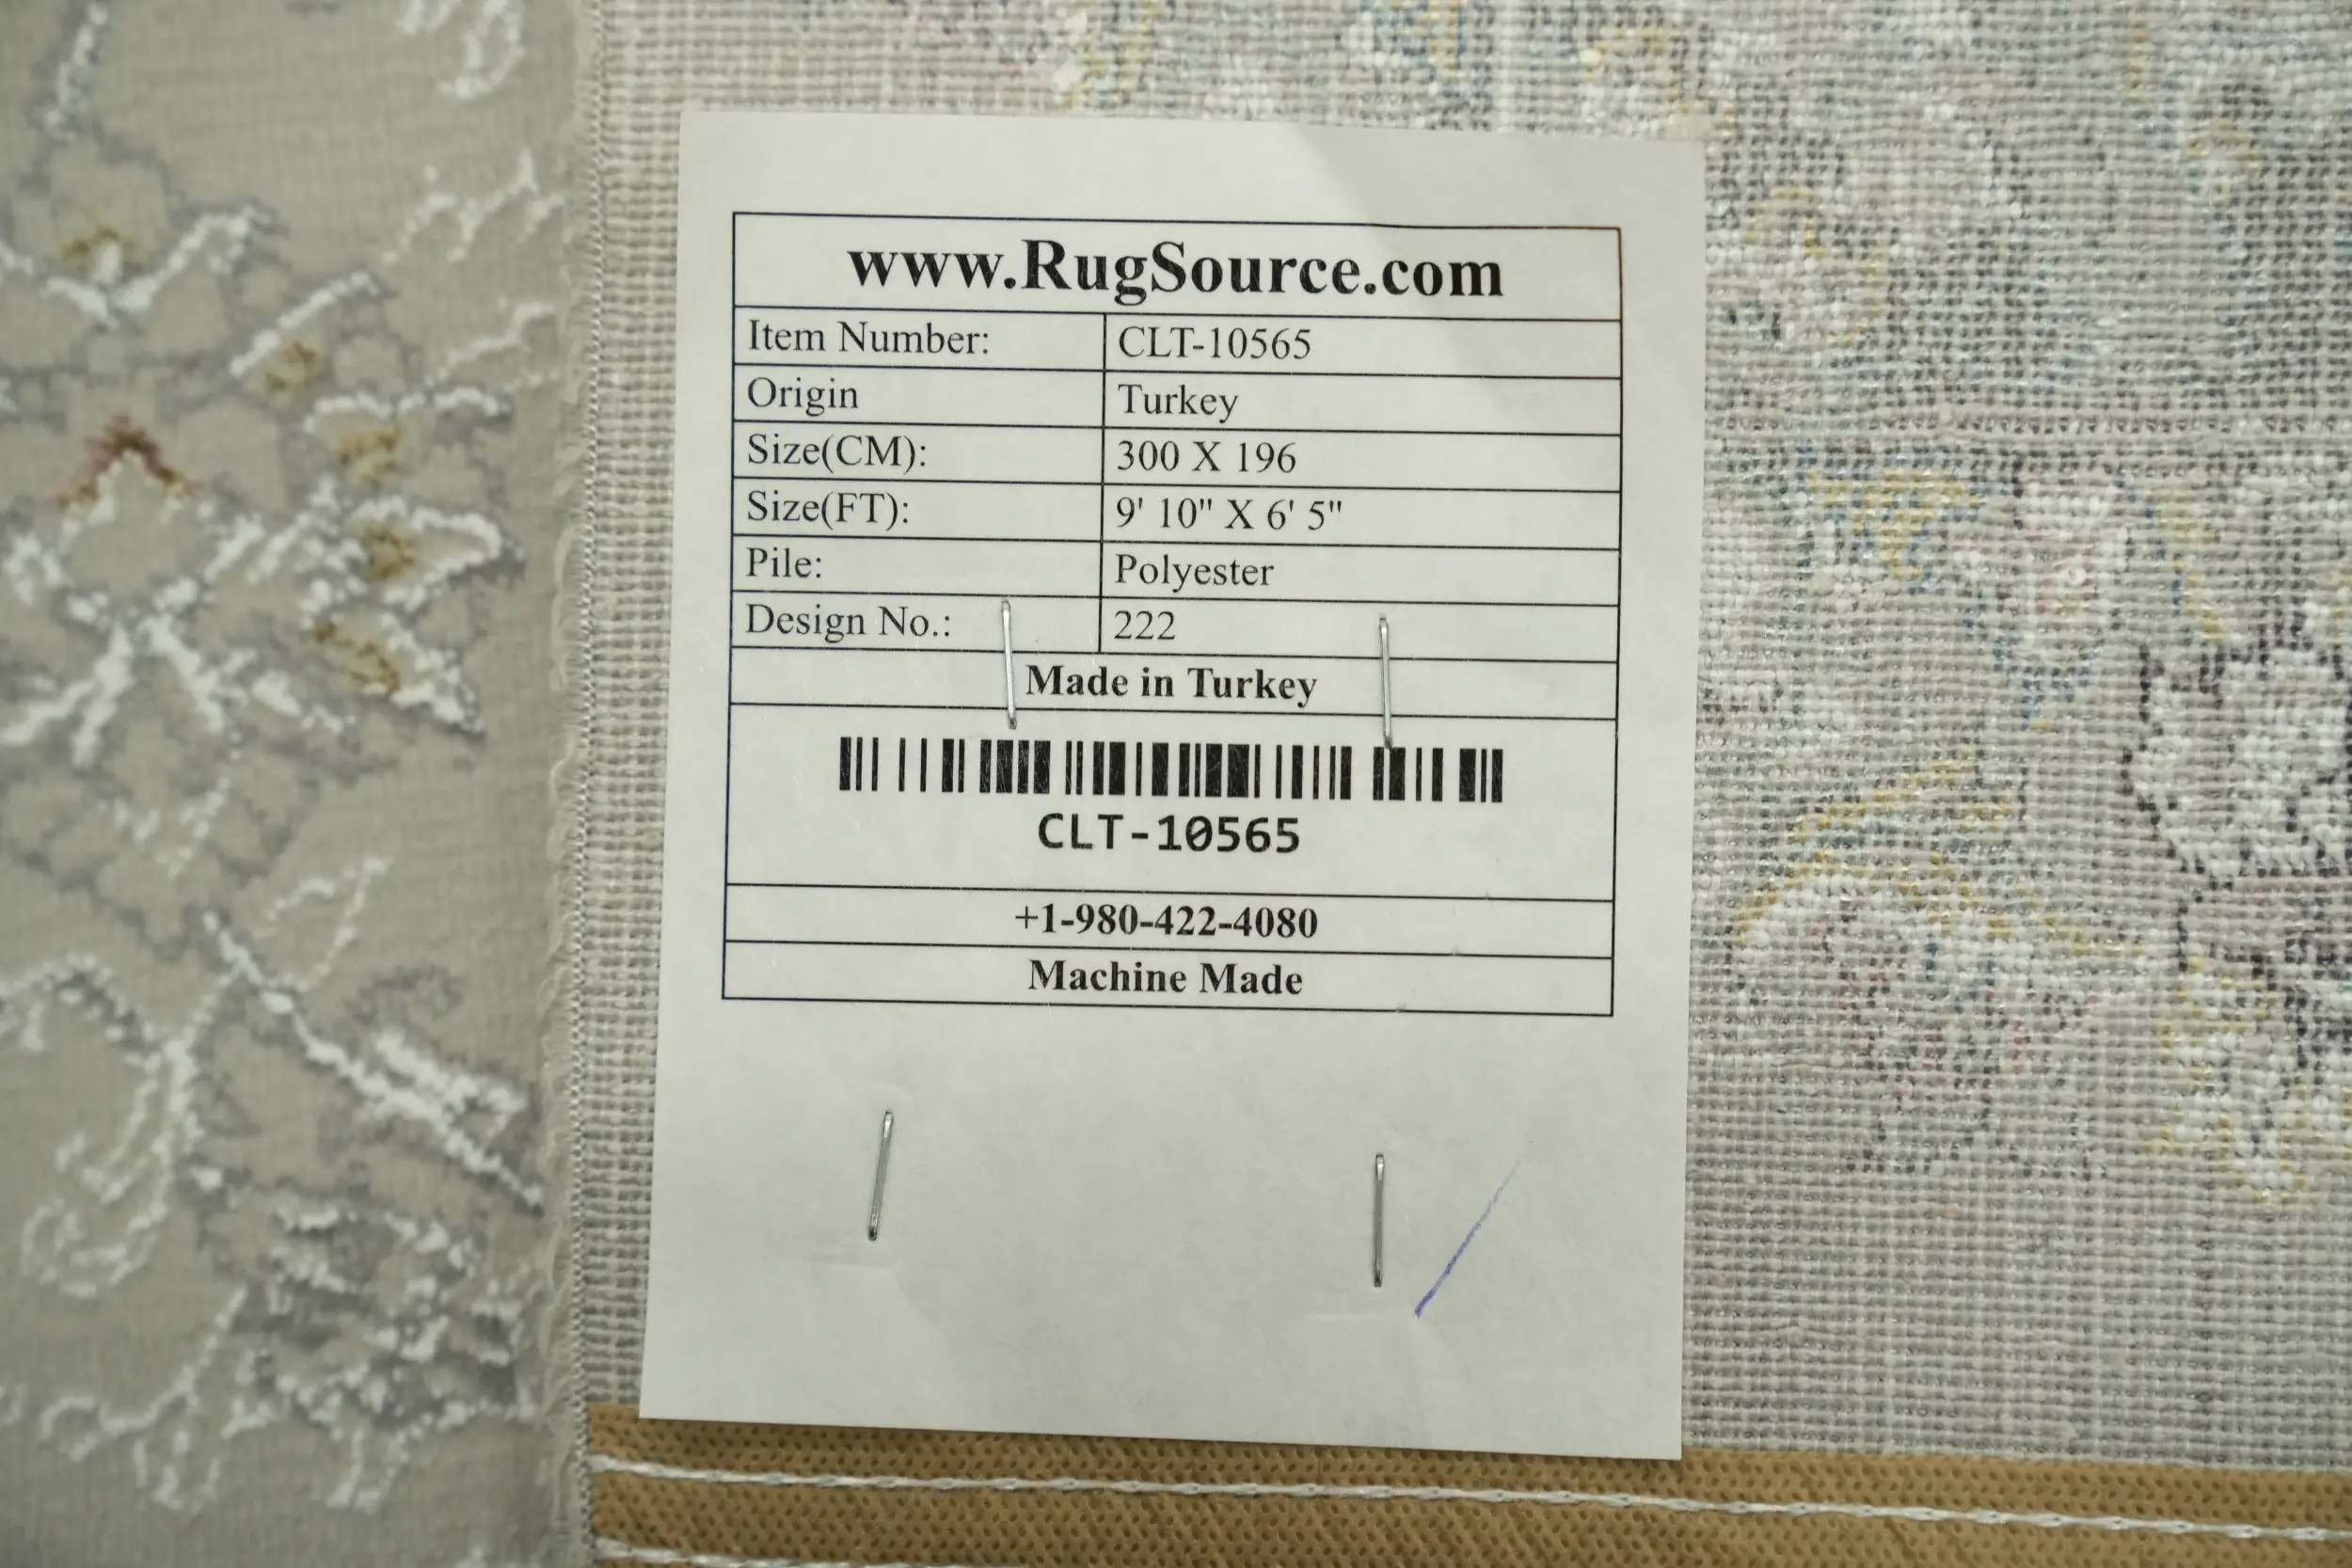 www.RugSource.com
Item Number: CLT-10565
Origin Turkey
Size(CM): 300 X 196
Size(FT): 9' 10" X 6' 5"
Pile: Polyester
Design No.: 222
Made in Turkey
CLT-10565
+1-980-422-4080
Machine Made